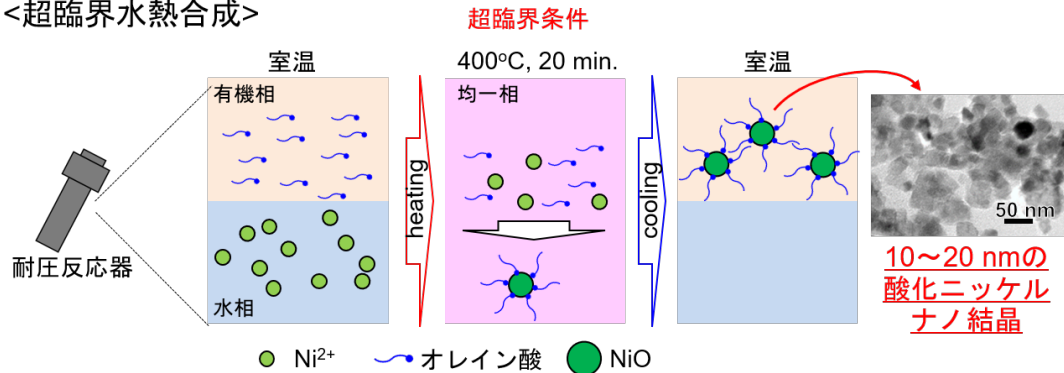 <超臨界水熱合成>
超臨界条件
室温
400℃, 20 min.
室温
有機相
均一相
heating
cooling
水相
耐圧反応器
50 nm
10～20 nmの
酸化ニッケル
ナノ結晶
Ni²⁺
オレイン酸
NiO